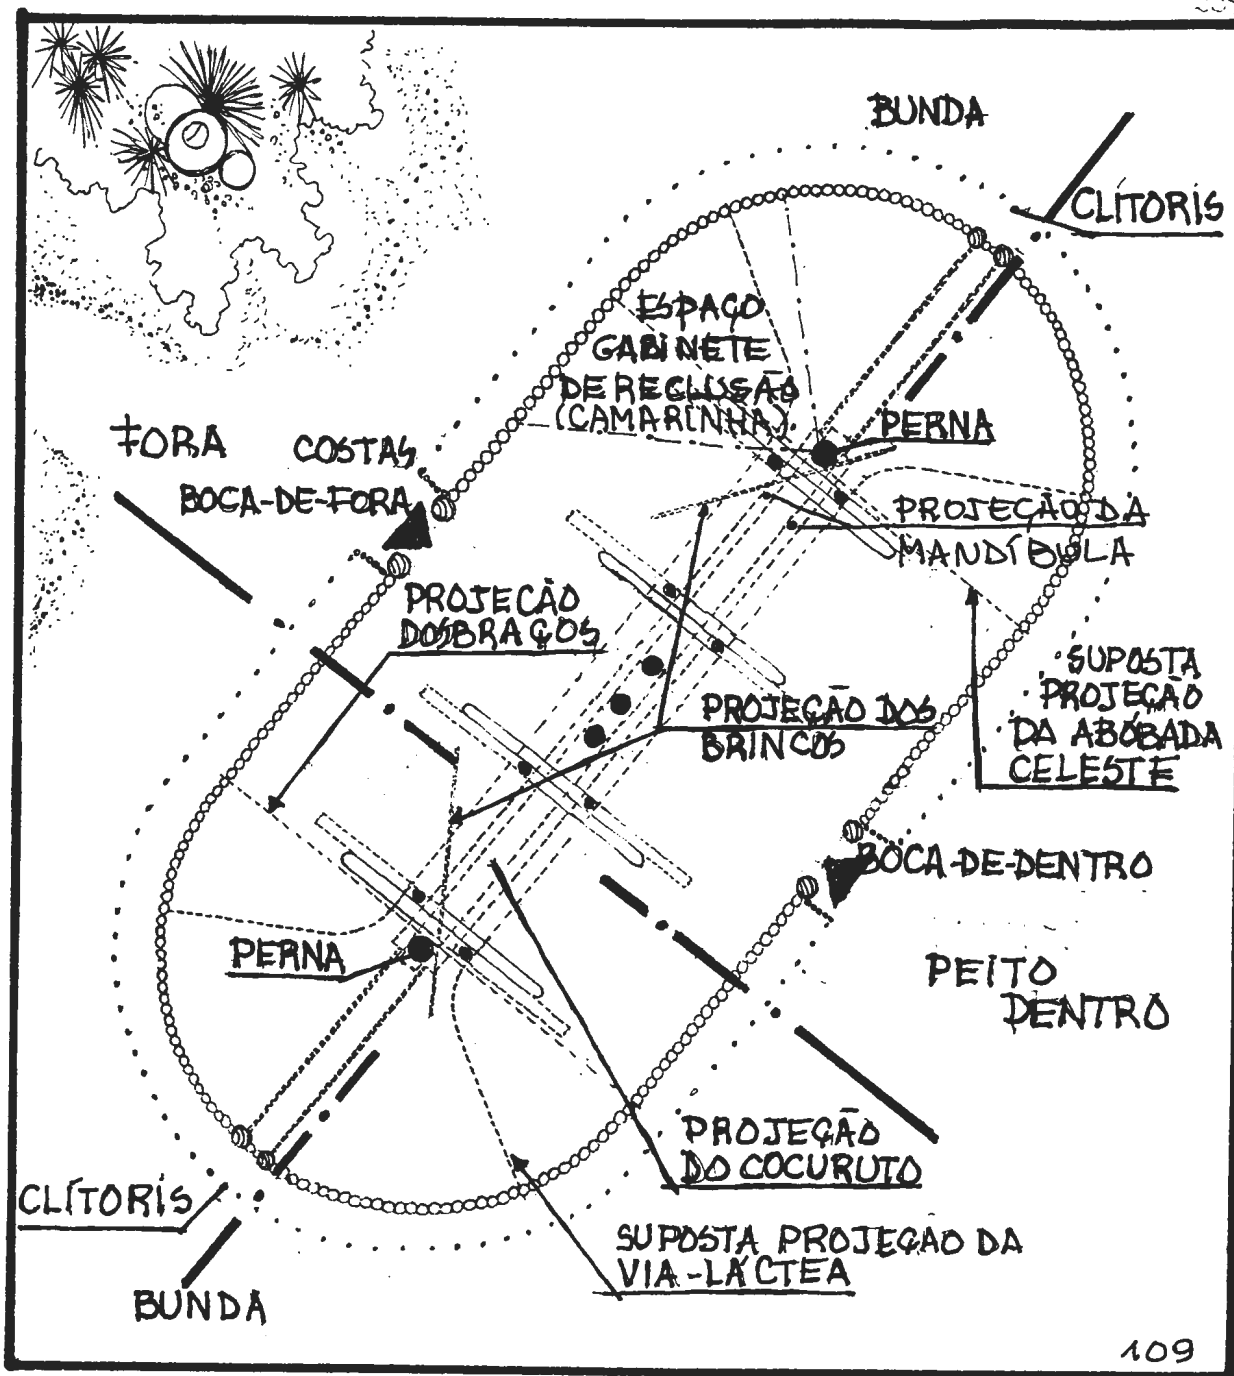 BUNDA
CLÍTORIS
ESPAÇO
GABINETE
DE RECLUSÃO
(CAMARINHA)
PERNA
FORA
COSTAS
BOCA-DE-FORA
PROJEÇÃO DA
MANDÍBULA
PROJECÃO
DOS BRAÇOS
SUPOSTA
PROJEÇÃO
DA ABÓBADA
CELESTE
PROJEÇÃO DOS
BRINCOS
BOCA-DE-DENTRO
PERNA
PEITO
DENTRO
PROJEÇÃO
DO COCURUTO
CLÍTORIS
SUPOSTA PROJEÇÃO DA
VIA-LÁCTEA
BUNDA
109